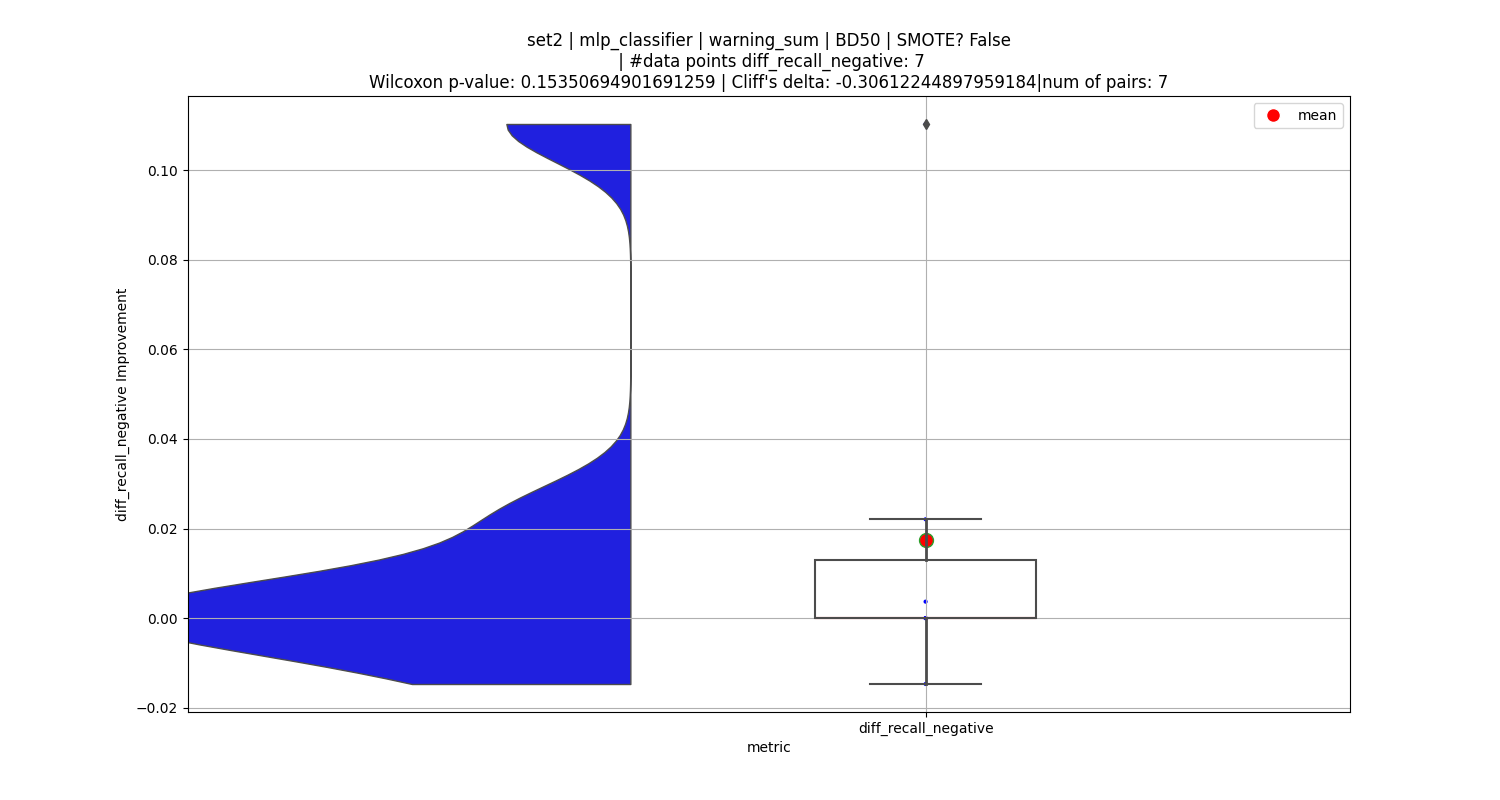 set2 | mlp_classifier | warning_sum | BD50 | SMOTE? False
| #data points diff_recall_negative: 7
Wilcoxon p-value: 0.15350694901691259 | Cliff's delta: -0.30612244897959184|num of pairs: 7
mean
0.10
0.08
0.06
0.04
0.02
0.00
−0.02
diff_recall_negative Improvement
diff_recall_negative
metric